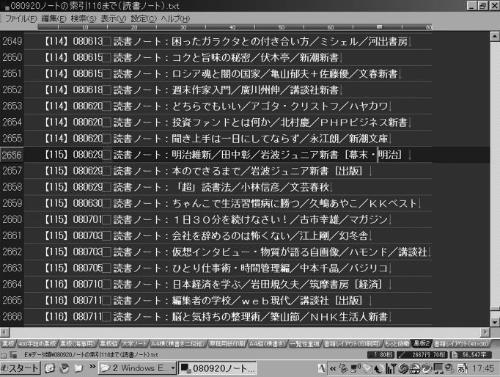 080920ノートの索引116まで(読書ノート).txt
ファイル(F) 編集(E) 検索(S) 表示(V) 設定(C) ヘルプ(H)
2649 【114】080613□読書ノート：困ったガラクタとの付き合い方／ミシェル／河出書房↓
2650 【114】080615□読書ノート：コクと旨味の秘密／伏木亨／新潮新書↓
2651 【114】080615□読書ノート：ロシア魂と闇の国家／亀山郁夫＋佐藤優／文春新書↓
2652 【114】080618□読書ノート：週末作家入門／廣川州伸／講談社新書↓
2653 【114】080620□読書ノート：どちらでもいい／アゴタ・クリストフ／ハヤカワ↓
2654 【114】080620□読書ノート：投資ファンドとは何か／北村慶／ＰＨＰビジネス新書↓
2655 【114】080620□読書ノート：聞き上手は一日にしてならず／永江朗／新潮文庫↓
2656 【115】080629□読書ノート：明治維新／田中彰／岩波ジュニア新書［幕末・明治］↓
2657 【115】080629□読書ノート：本のできるまで／岩波ジュニア新書［出版］↓
2658 【115】080629□読書ノート：「超」読書法／小林信彦／文芸春秋↓
2659 【115】080630□読書ノート：ちゃんこで生活習慣病に勝つ／久嶋あやこ／ＫＫベスト↓
2660 【115】080701□読書ノート：１日３０分を続けなさい！／古市幸雄／マガジン↓
2661 【115】080703□読書ノート：会社を辞めるのは怖くない／江上剛／幻冬舎↓
2662 【115】080703□読書ノート：仮想インタビュー・物質が語る自画像／ハモンド／講談社↓
2663 【115】080705□読書ノート：ひとり仕事術・時間管理編／中本千晶／バジリコ↓
2664 【116】080710□読書ノート：経済学を学ぶ／岩田規久夫／筑摩書房［経済］↓
2665 【116】080711□読書ノート：編集者の学校／ｗｅｂ現代／講談社［出版］↓
2666 【116】080711□読書ノート：脳と気持ちの整理術／築山節／ＮＨＫ生活人新書↓
スタート
2 Windows E...
080920ノート...
17:45